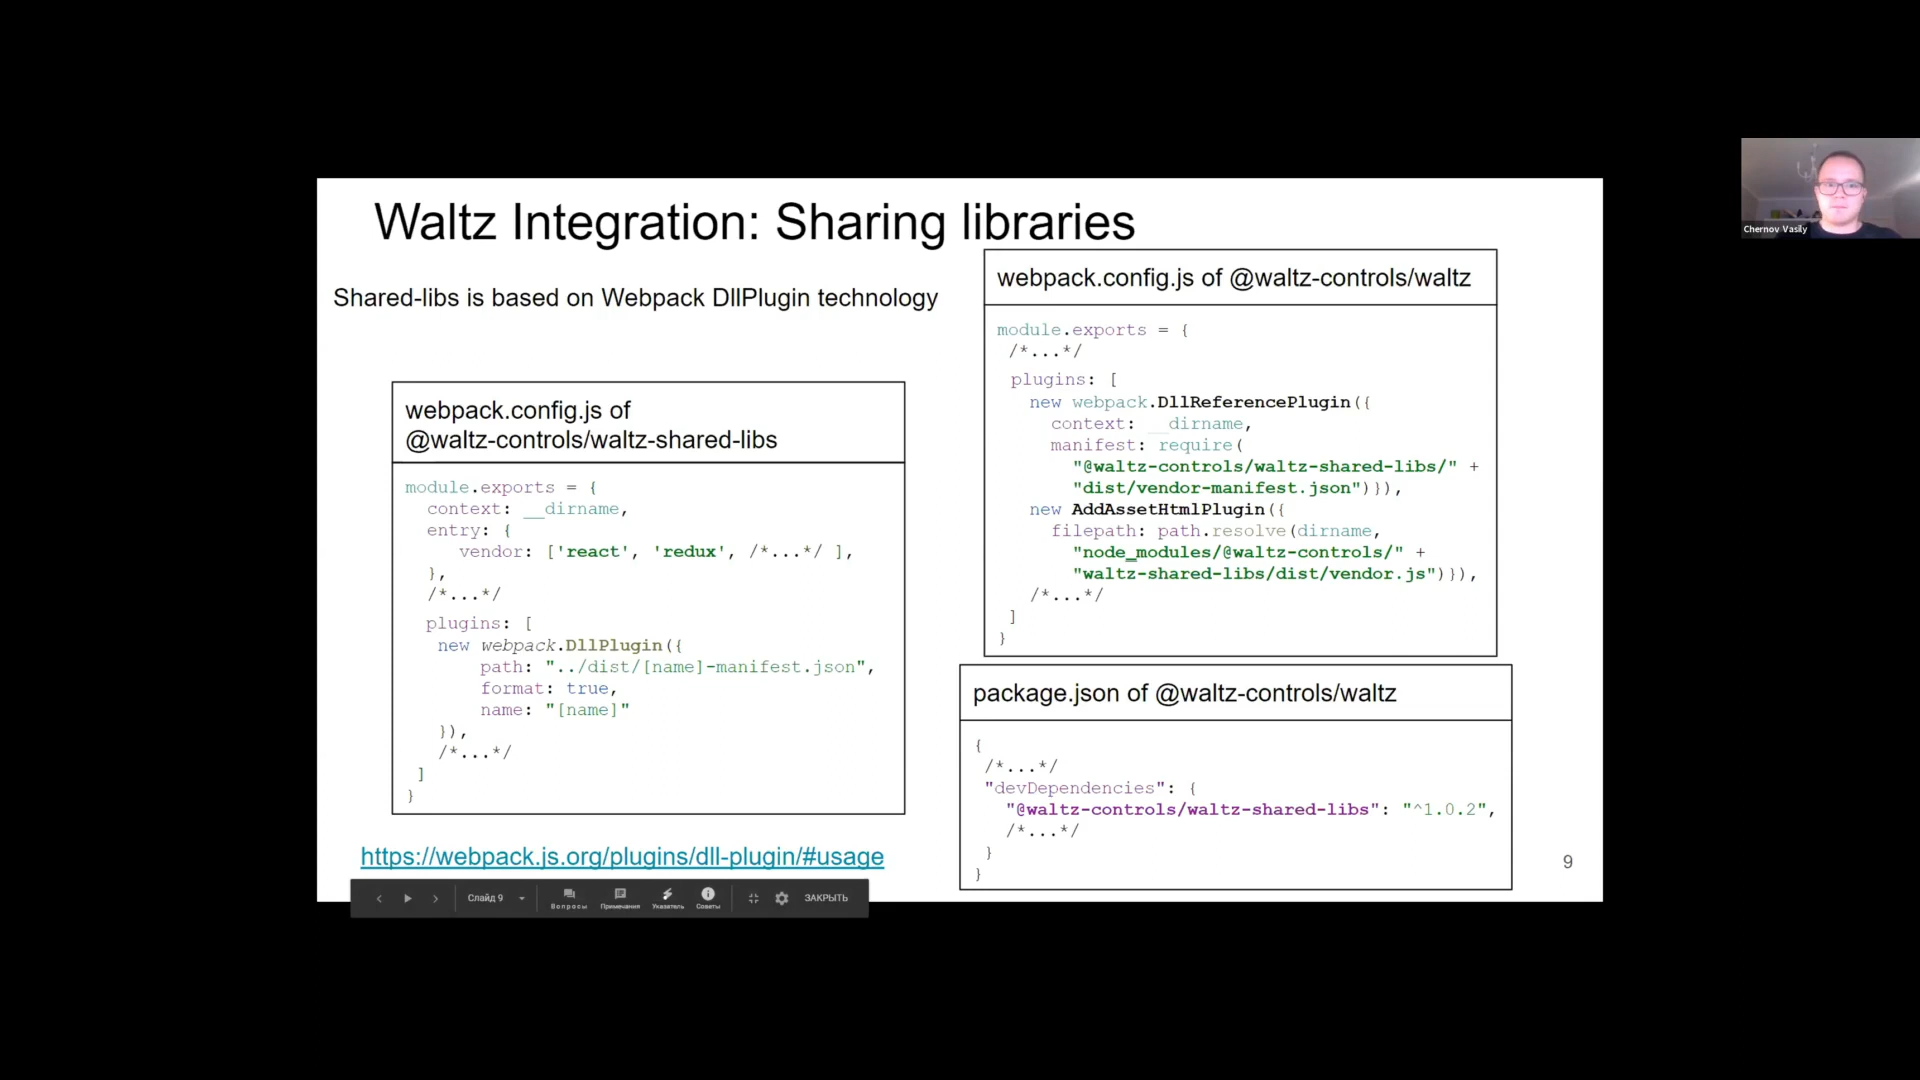 Waltz Integration: Sharing libraries
Shared-libs is based on Webpack DllPlugin technology
webpack.config.js of
@waltz-controls/waltz-shared-libs
module.exports = {
context: __dirname,
entry: {
vendor: ['react', 'redux', /*...*/ ],
},
/*...*/
plugins: [
new webpack.DllPlugin({
path: "../dist/[name]-manifest.json",
format: true,
name: "[name]"
}),
/*...*/
]
}
https://webpack.js.org/plugins/dll-plugin/#usage
webpack.config.js of @waltz-controls/waltz
module.exports = {
/*...*/
plugins: [
new webpack.DllReferencePlugin({
context: __dirname,
manifest: require(
"@waltz-controls/waltz-shared-libs/" +
"dist/vendor-manifest.json")}),
new AddAssetHtmlPlugin({
filepath: path.resolve(dirname,
"node_modules/@waltz-controls/" +
"waltz-shared-libs/dist/vendor.js")}),
/*...*/
]
}
package.json of @waltz-controls/waltz
{
/*...*/
"devDependencies": {
"@waltz-controls/waltz-shared-libs": "^1.0.2",
/*...*/
}
}
9
Слайд 9
Вопросы
Примечания
Указатель
Советы
ЗАКРЫТЬ
Chernov Vasily